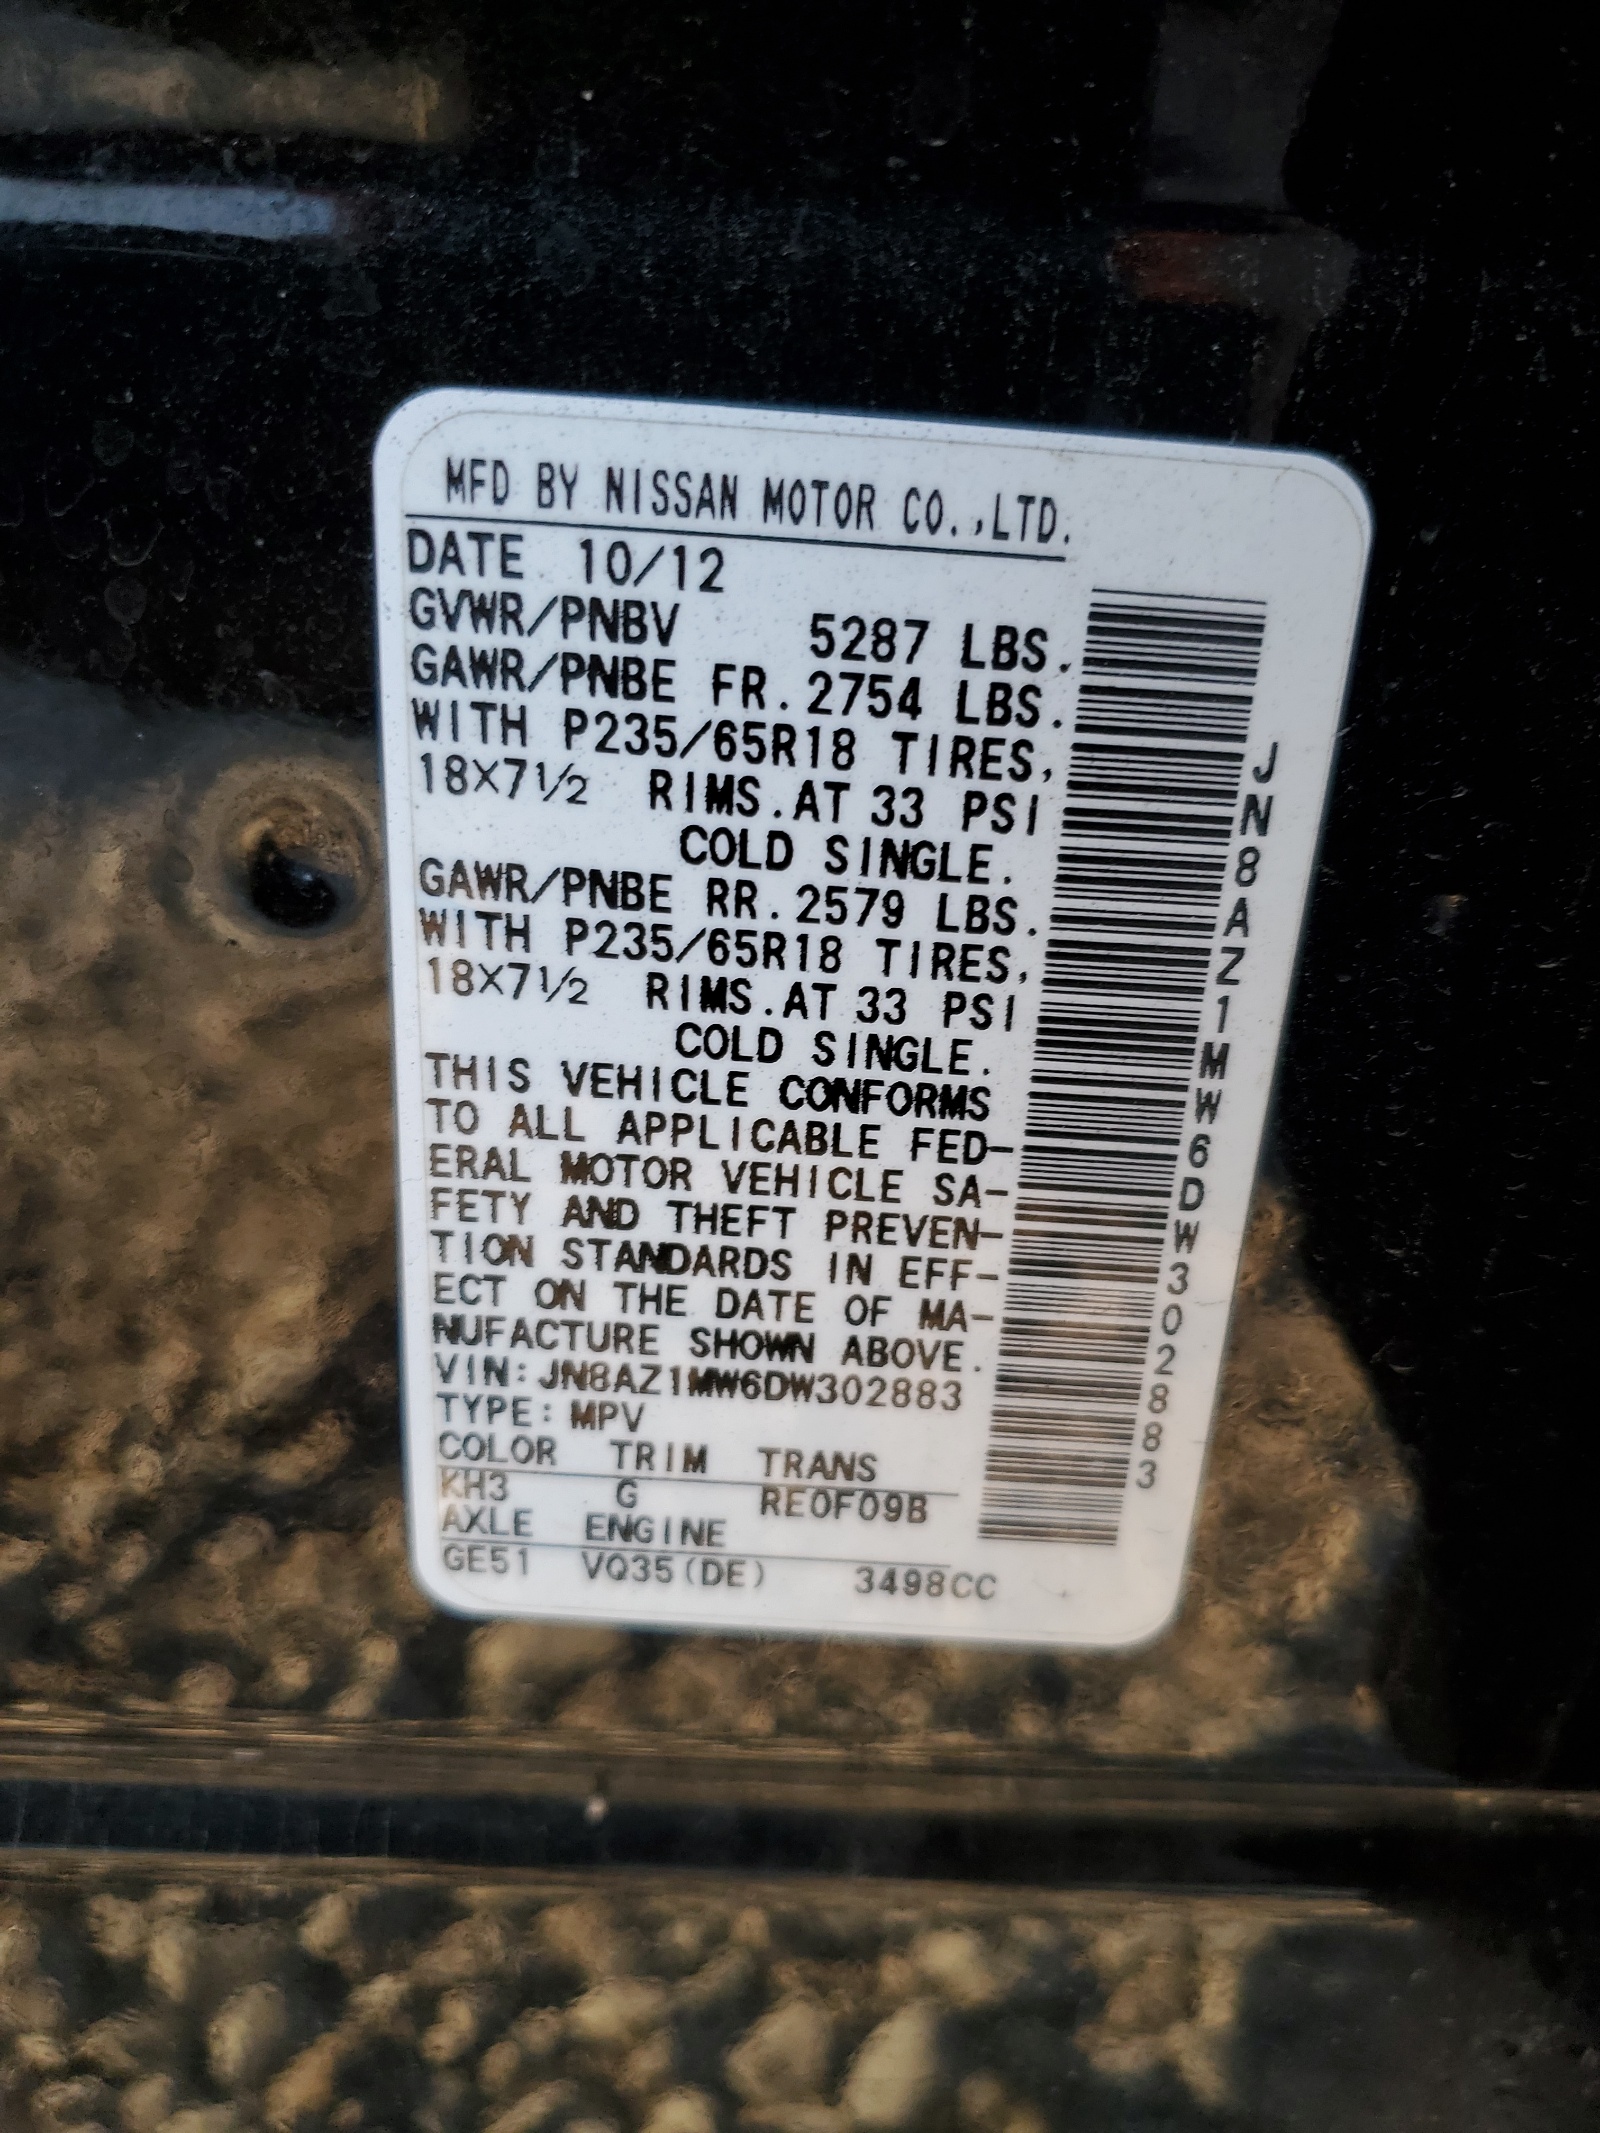 MFD BY NISSAN MOTOR CO.,LTD.
DATE 10/12
GVWR/PNBV 5287 LBS.
GAWR/PNBE FR. 2754 LBS.
WITH P235/65R18 TIRES,
18X7½ RIMS. AT 33 PSI
COLD SINGLE.
GAWR/PNBE RR. 2579 LBS.
WITH P235/65R18 TIRES,
18X7½ RIMS. AT 33 PSI
COLD SINGLE.
THIS VEHICLE CONFORMS
TO ALL APPLICABLE FED-
ERAL MOTOR VEHICLE SA-
FETY AND THEFT PREVEN-
TION STANDARDS IN EFF-
ECT ON THE DATE OF MA-
NUFACTURE SHOWN ABOVE.
VIN: JN8AZ1MW6DW302883
TYPE: MPV
COLOR TRIM TRANS
KH3 G RE0F09B
AXLE ENGINE
GE51 VQ35(DE) 3498CC
JN8AZ1MW6DW302883